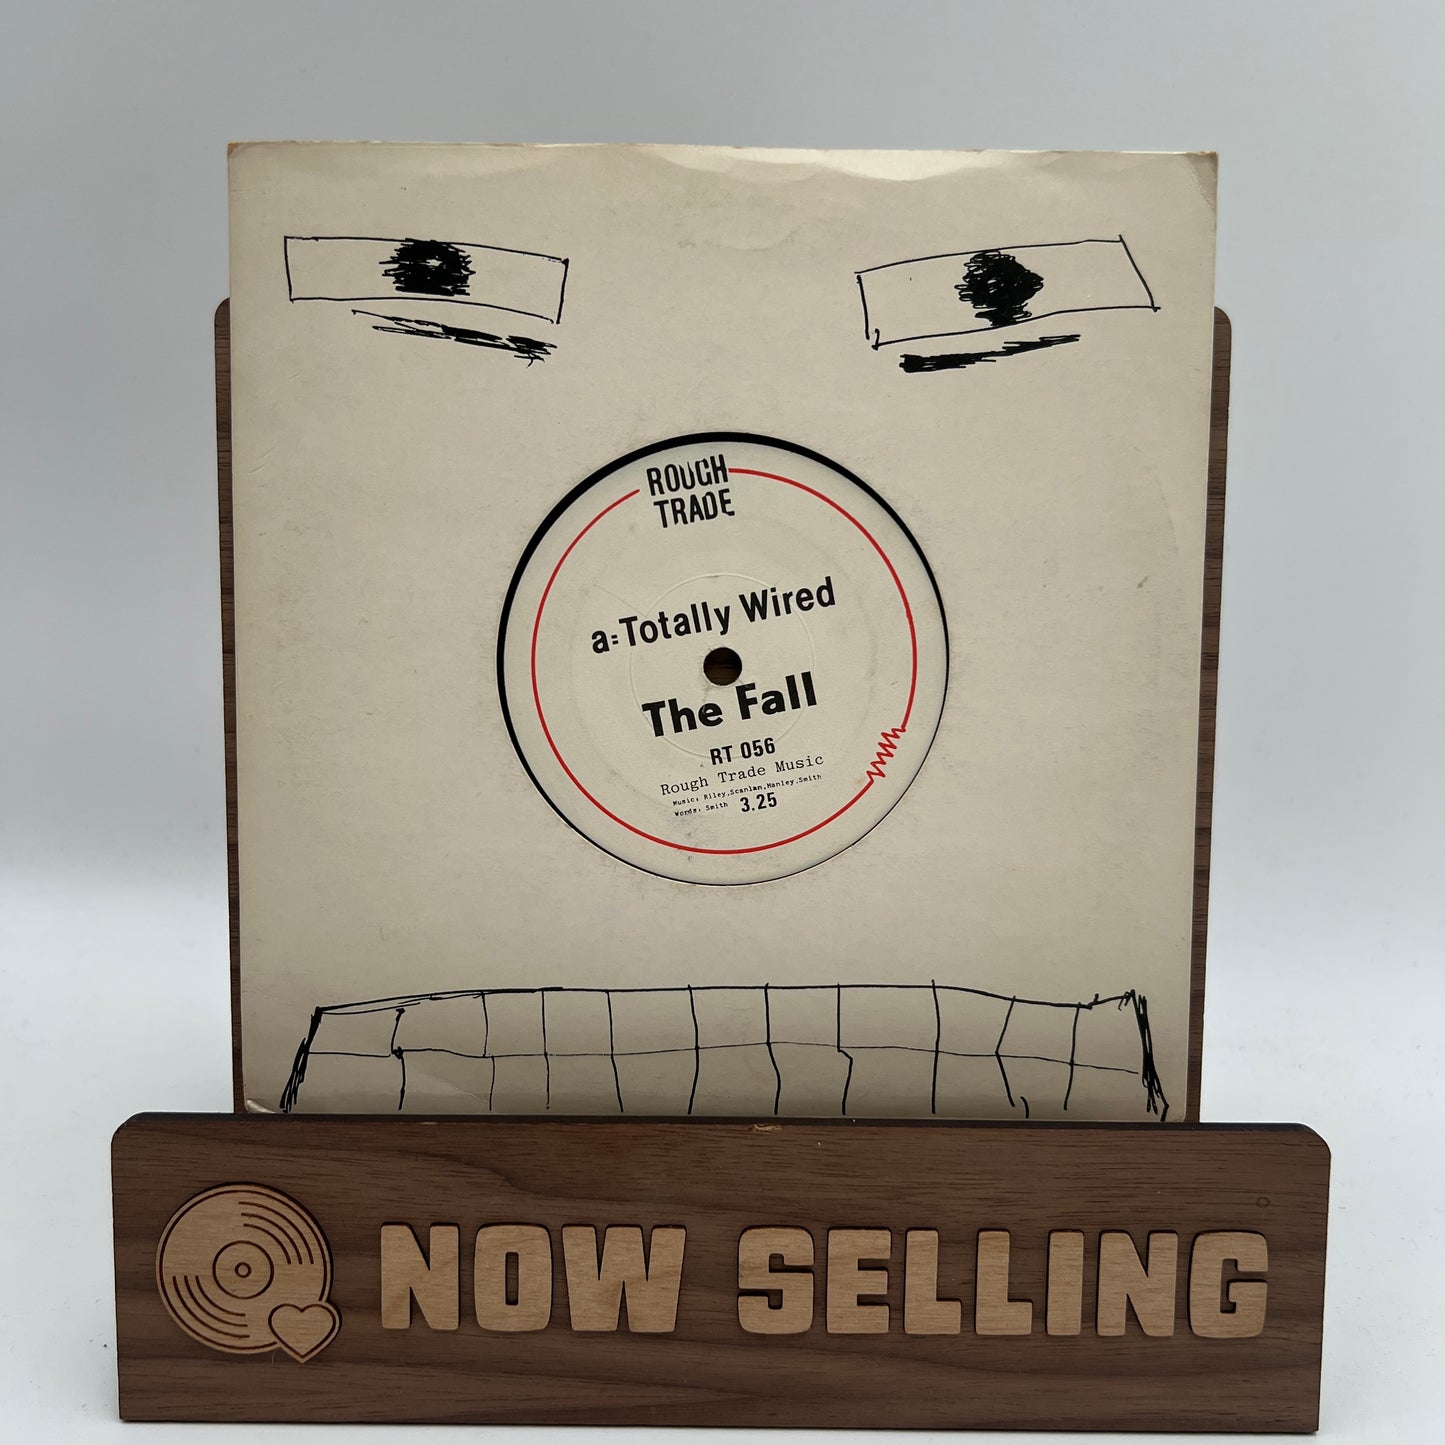 ROUGH
TRADE
a:Totally Wired
The Fall
RT 056
Rough Trade Music
Music: Riley,Scanlan,Hanley,Smith
Words: Smith 3.25
NOW SELLING